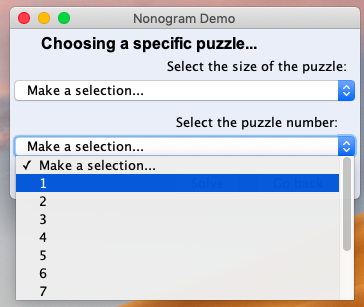 Nonogram Demo
Choosing a specific puzzle...
Select the size of the puzzle:
Make a selection...
Select the puzzle number:
Make a selection...
✓ Make a selection...
1
2
3
4
5
6
7